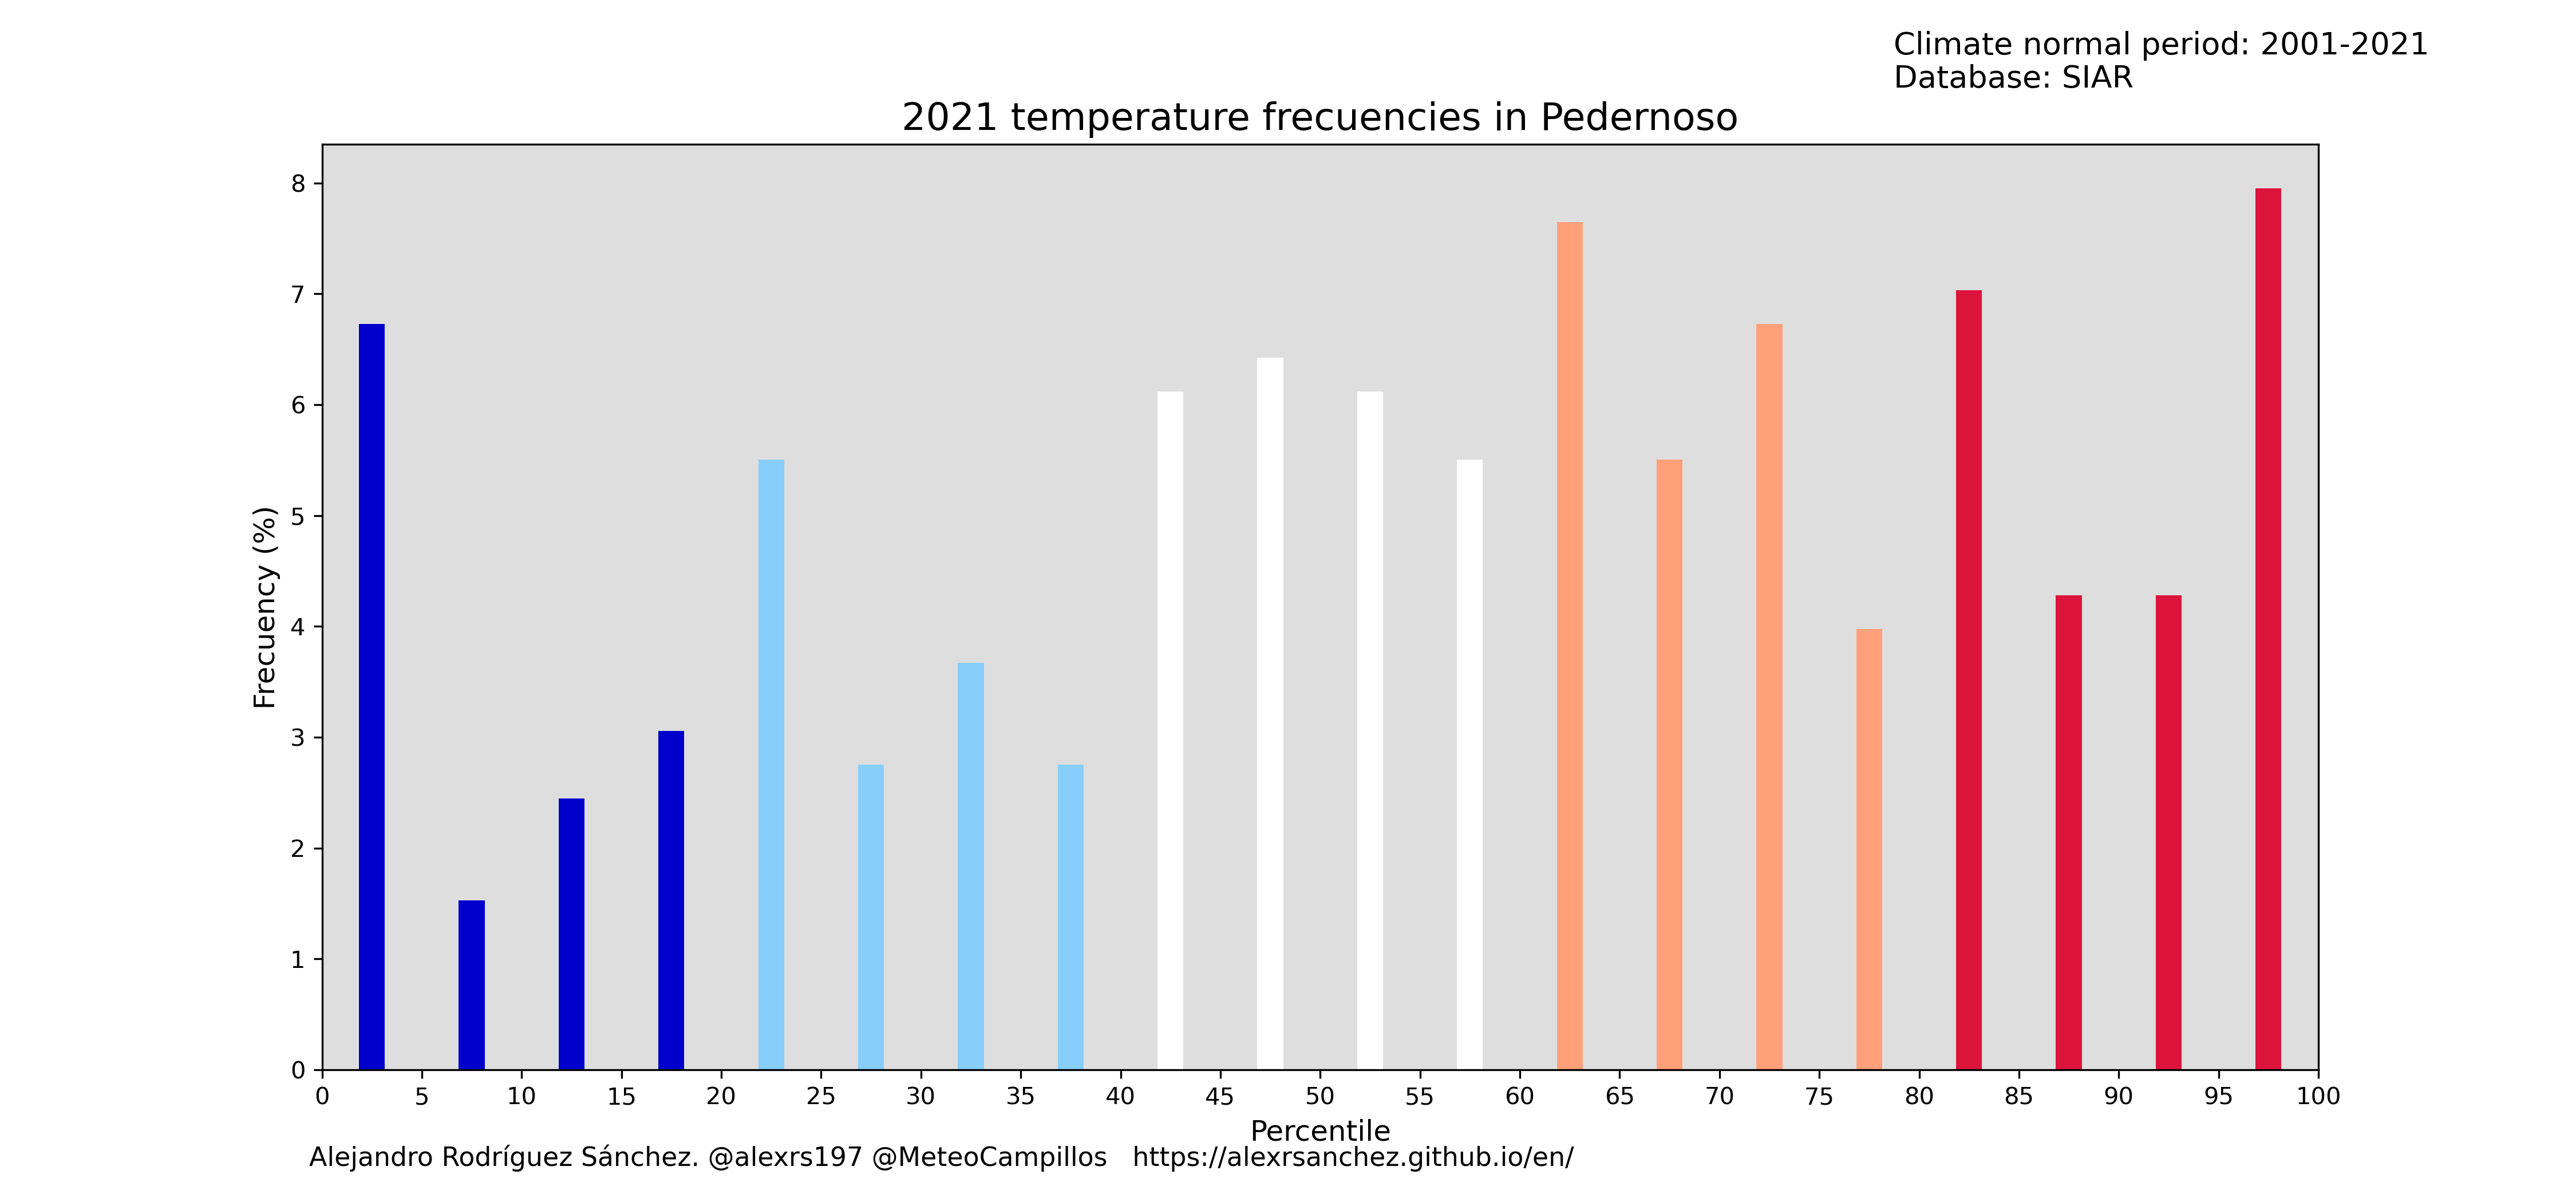 Climate normal period: 2001-2021
Database: SIAR
2021 temperature frecuencies in Pedernoso
8
7
6
5
4
3
2
1
0
Frecuency (%)
0 5 10 15 20 25 30 35 40 45 50 55 60 65 70 75 80 85 90 95 100
Percentile
Alejandro Rodríguez Sánchez. @alexrs197 @MeteoCampillos https://alexrsanchez.github.io/en/